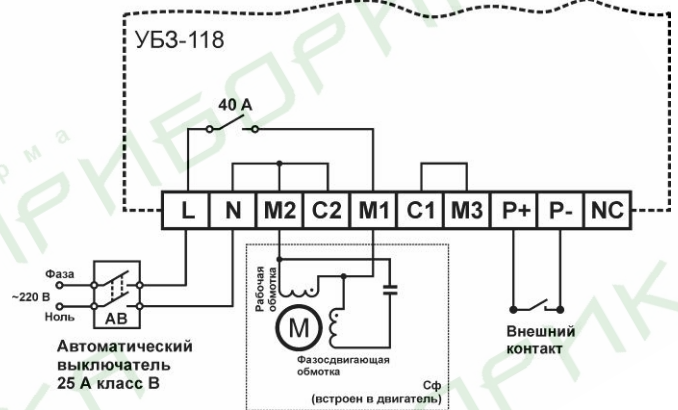 УБЗ-118
40 А
L N M2 C2 M1 C1 M3 P+ P- NC
Фаза
~220 В
Ноль
АВ
Автоматический
выключатель
25 А класс В
Рабочая
обмотка
М
Фазосдвигающая
обмотка
Сф
(встроен в двигатель)
Внешний
контакт